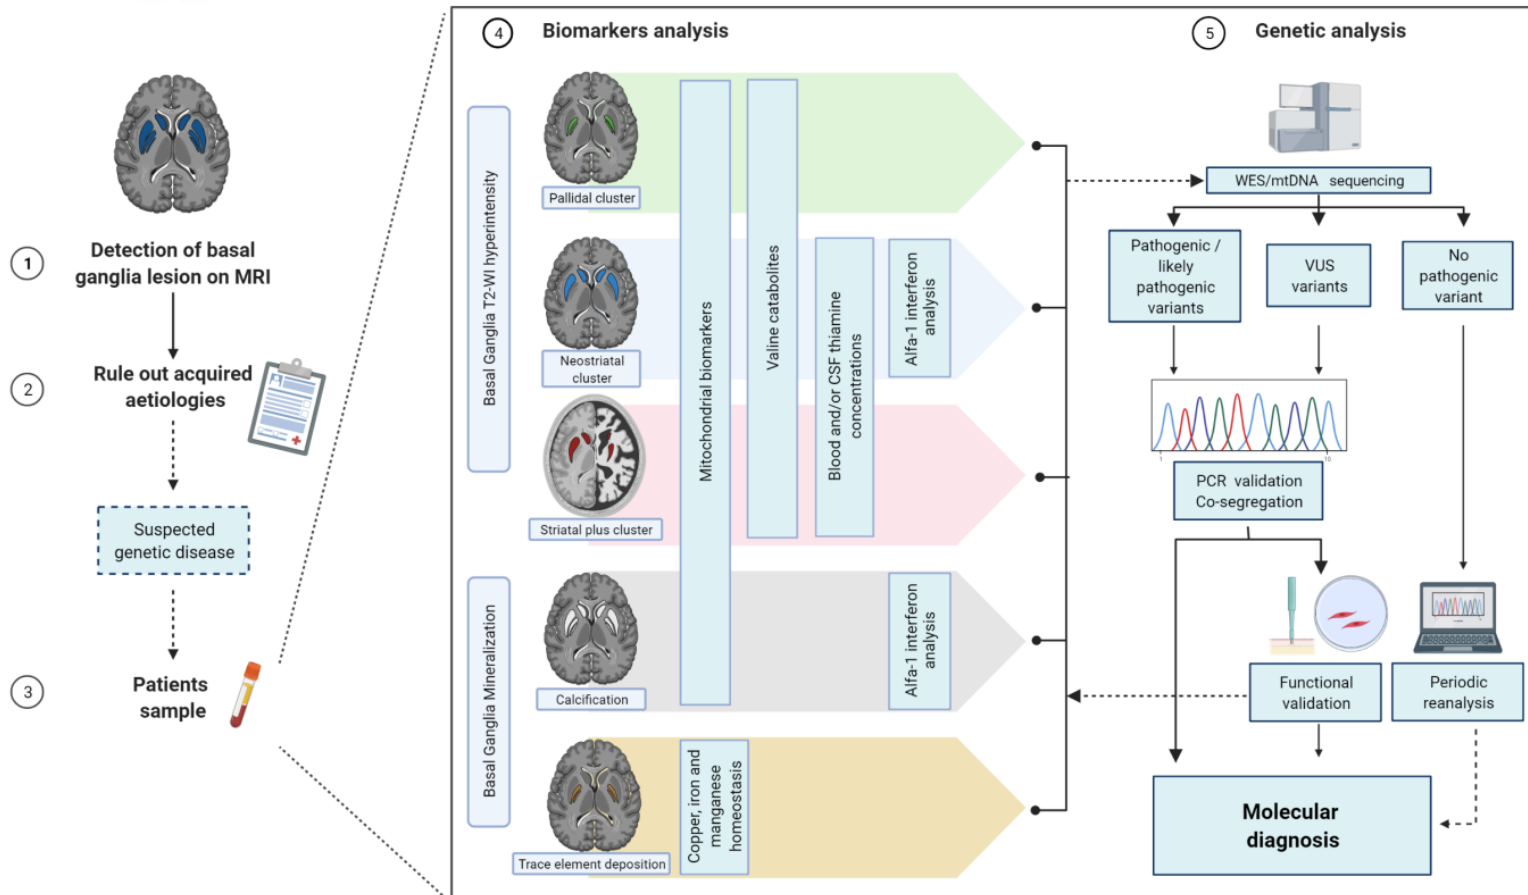 1
Detection of basal
ganglia lesion on MRI
2
Rule out acquired
aetiologies
Suspected
genetic disease
3
Patients
sample
4
Biomarkers analysis
Basal Ganglia T2-WI hyperintensity
Pallidal cluster
Neostriatal
cluster
Striatal plus cluster
Basal Ganglia Mineralization
Calcification
Trace element deposition
Mitochondrial biomarkers
Valine catabolites
Blood and/or CSF thiamine
concentrations
Alfa-1 interferon
analysis
Alfa-1 interferon
analysis
Copper, iron and
manganese
homeostasis
5
Genetic analysis
WES/mtDNA sequencing
Pathogenic /
likely
pathogenic
variants
VUS
variants
No
pathogenic
variant
1
10
PCR validation
Co-segregation
Functional
validation
Periodic
reanalysis
Molecular
diagnosis